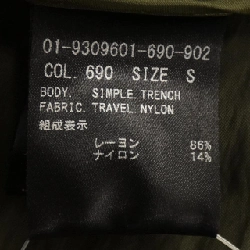 01-9309601-690-902
COL. 690 SIZE S
BODY. SIMPLE.TRENCH
FABRIC. TRAVEL.NYLON
組成表示
レーヨン 86%
ナイロン 14%